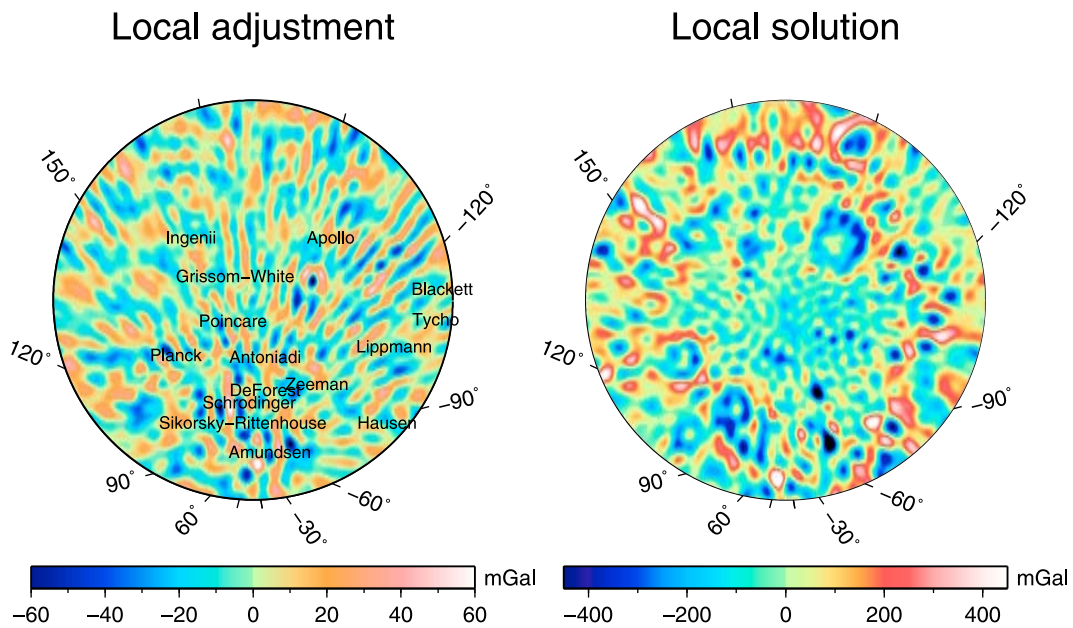 Local adjustment
Local solution
150°
−120°
120°
−90°
90°
−60°
60°
−30°
Ingenii
Apollo
Grissom−White
Blackett
Poincare
Tycho
Planck
Antoniadi
Lippmann
DeForest
Zeeman
Schrodinger
Sikorsky−Rittenhouse
Hausen
Amundsen
150°
−120°
120°
−90°
90°
−60°
60°
−30°
mGal
−60 −40 −20 0 20 40 60
mGal
−400 −200 0 200 400